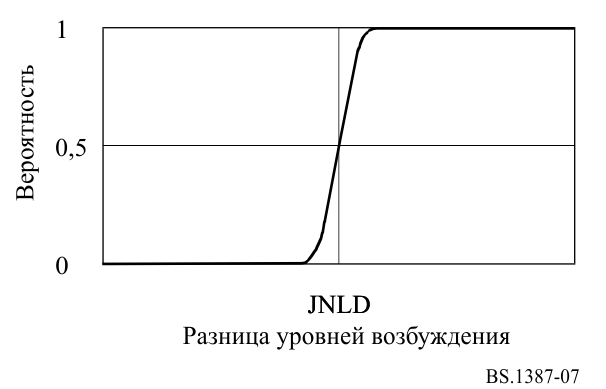 1
Вероятность
0,5
0
JNLD
Разница уровней возбуждения
BS.1387-07